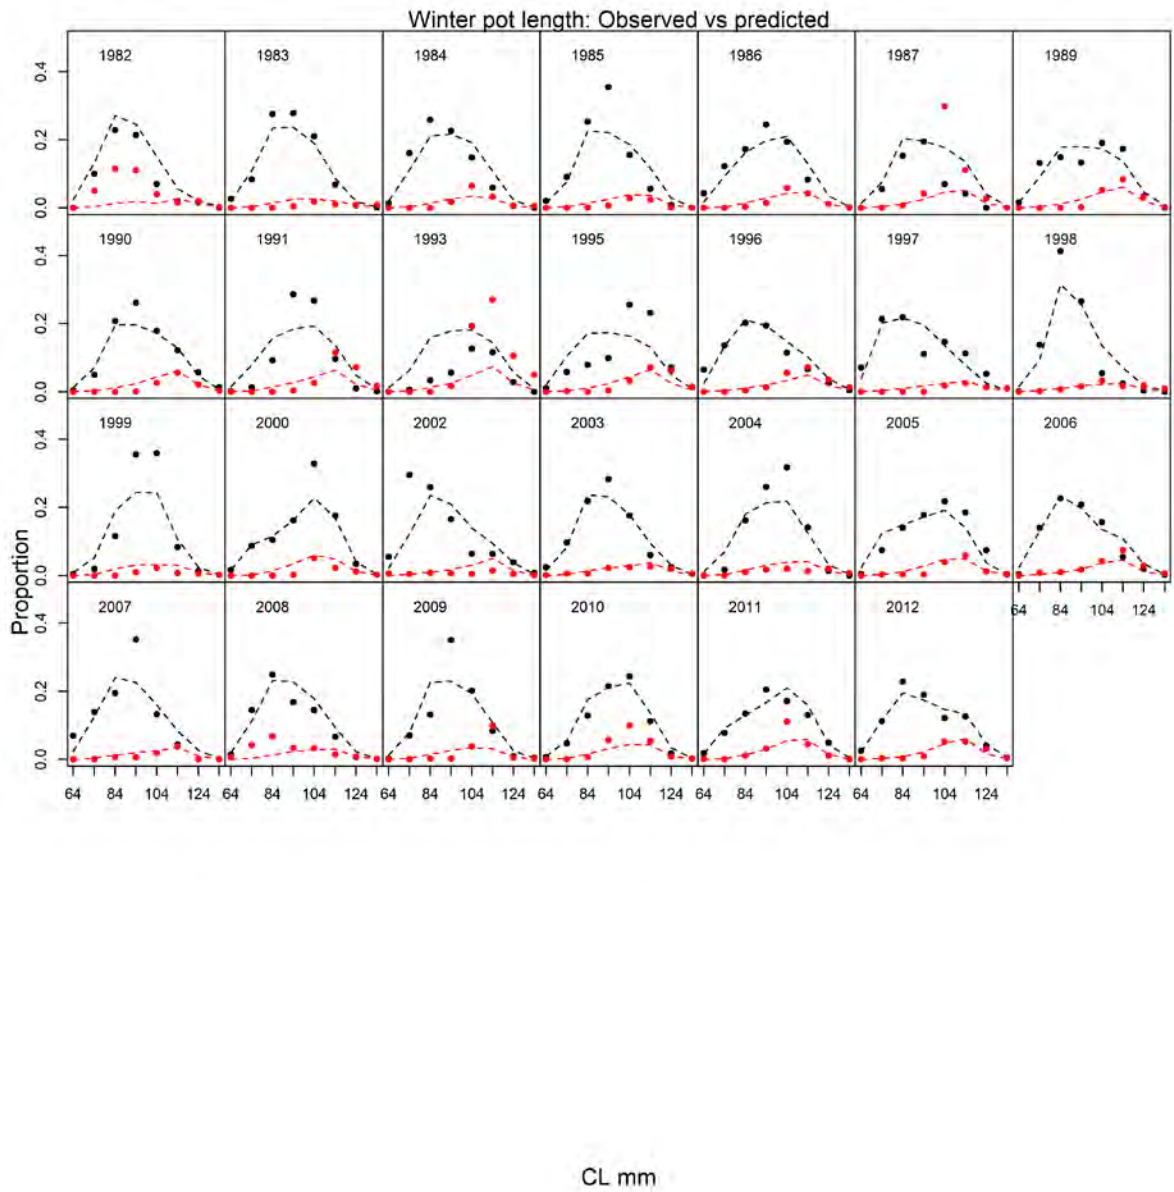 Winter pot length: Observed vs predicted
1982 1983 1984 1985 1986 1987 1989
0.4
0.2
0.0
1990 1991 1993 1995 1996 1997 1998
0.4
0.2
0.0
1999 2000 2002 2003 2004 2005 2006
0.4
0.2
0.0
64 84 104 124
2007 2008 2009 2010 2011 2012
0.4
0.2
0.0
64 84 104 124 64 84 104 124 64 84 104 124 64 84 104 124 64 84 104 124 64 84 104 124
Proportion
CL mm